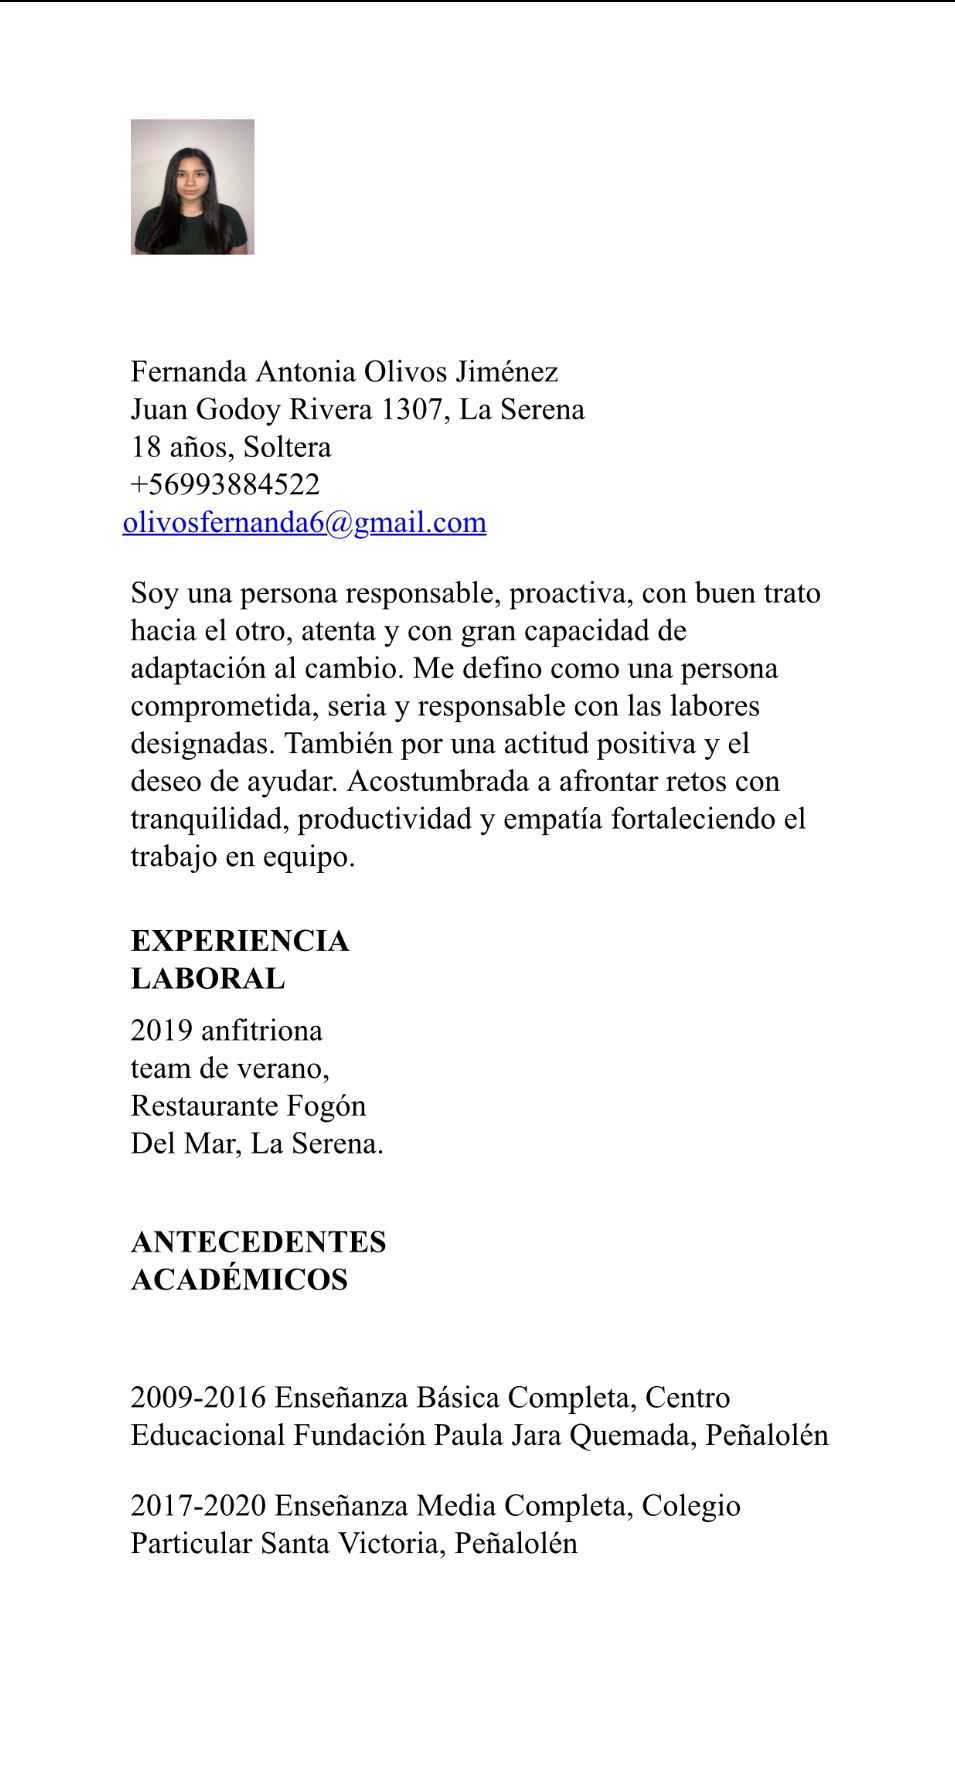 Fernanda Antonia Olivos Jiménez
Juan Godoy Rivera 1307, La Serena
18 años, Soltera
+56993884522
olivosfernanda6@gmail.com
Soy una persona responsable, proactiva, con buen trato
hacia el otro, atenta y con gran capacidad de
adaptación al cambio. Me defino como una persona
comprometida, seria y responsable con las labores
designadas. También por una actitud positiva y el
deseo de ayudar. Acostumbrada a afrontar retos con
tranquilidad, productividad y empatía fortaleciendo el
trabajo en equipo.
EXPERIENCIA
LABORAL
2019 anfitriona
team de verano,
Restaurante Fogón
Del Mar, La Serena.
ANTECEDENTES
ACADÉMICOS
2009-2016 Enseñanza Básica Completa, Centro
Educacional Fundación Paula Jara Quemada, Peñalolén
2017-2020 Enseñanza Media Completa, Colegio
Particular Santa Victoria, Peñalolén